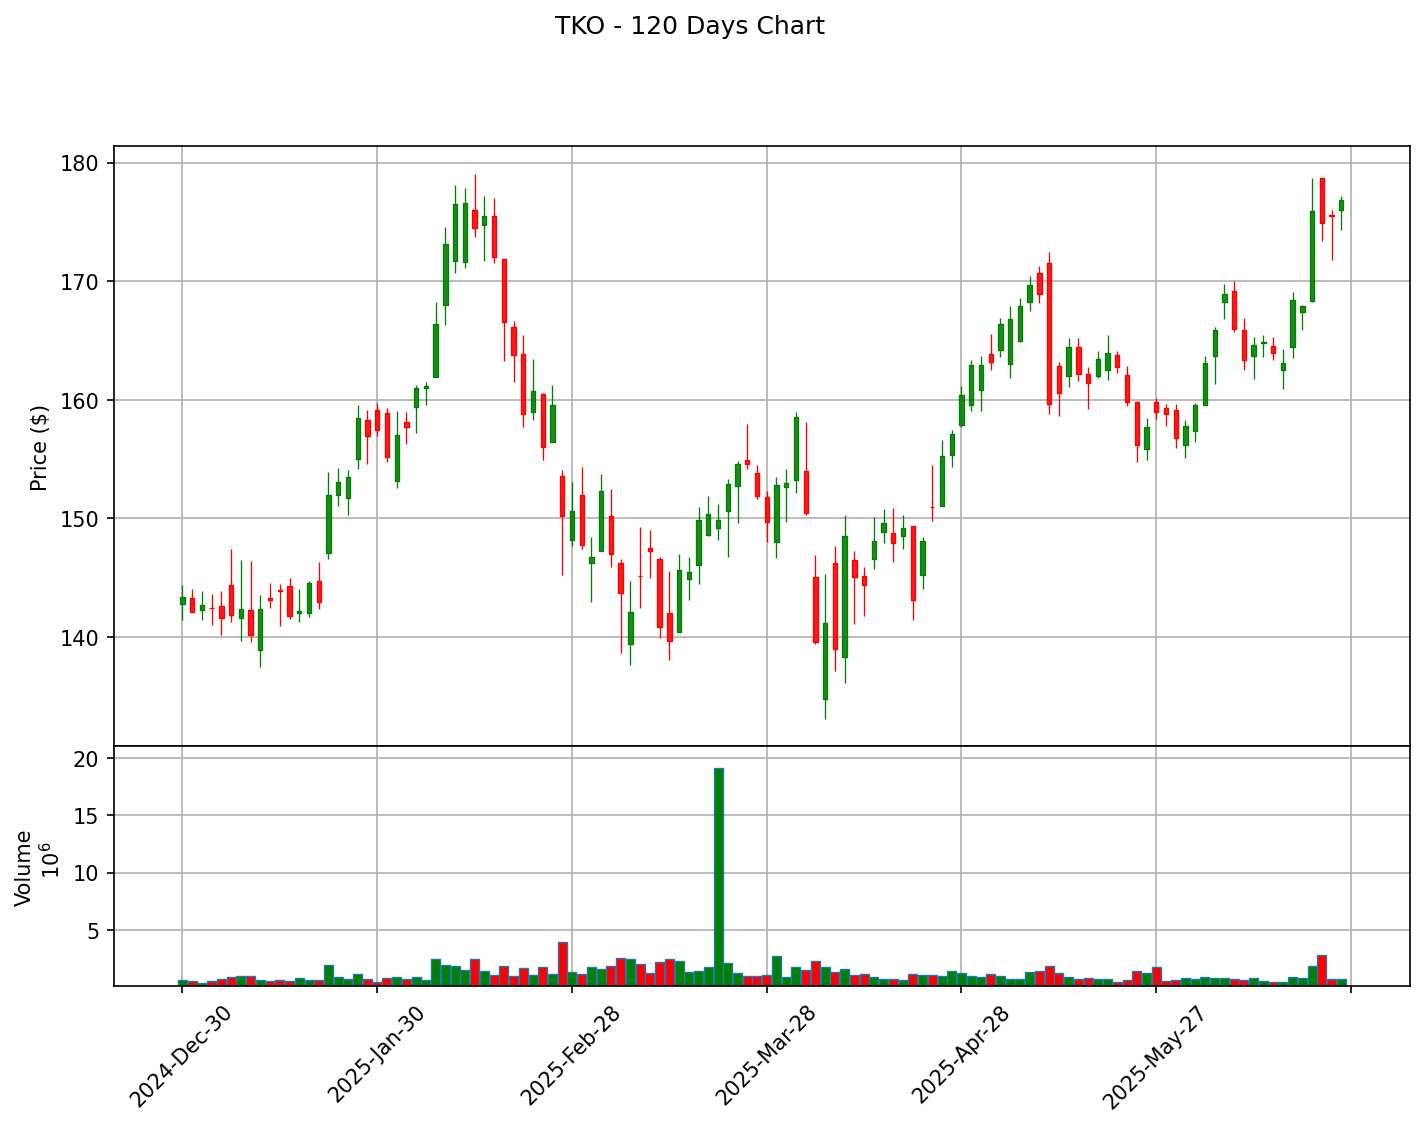 TKO - 120 Days Chart
180
170
160
150
140
Price ($)
20
15
10
5
Volume
10^6
2024-Dec-30
2025-Jan-30
2025-Feb-28
2025-Mar-28
2025-Apr-28
2025-May-27